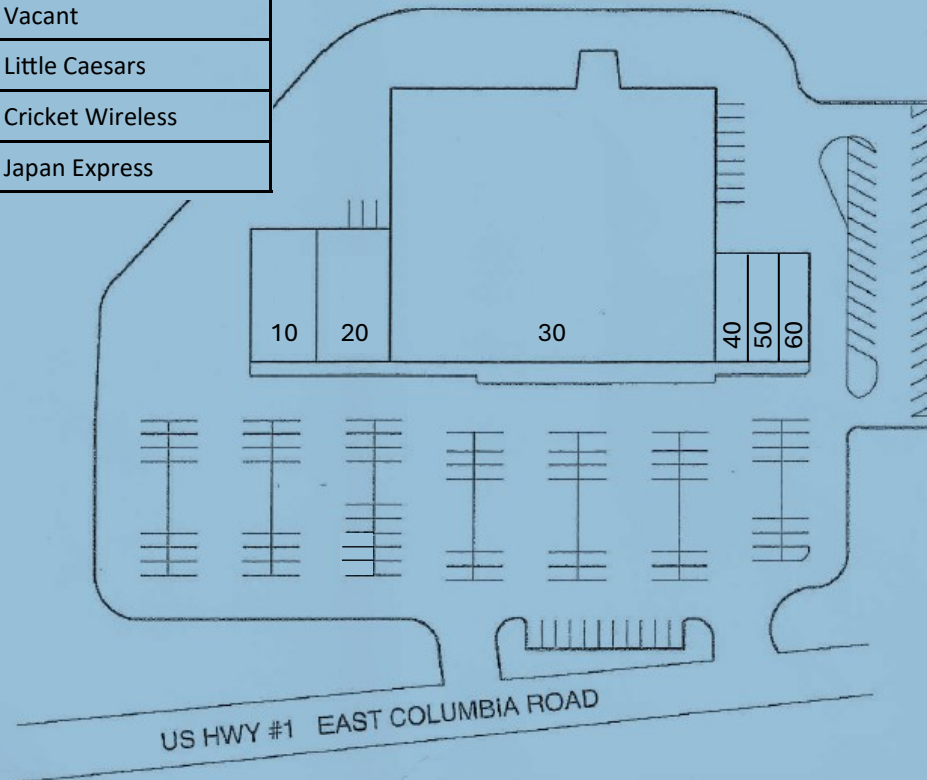 Vacant
Little Caesars
Cricket Wireless
Japan Express
10
20
30
40
50
60
US HWY #1 EAST COLUMBIA ROAD